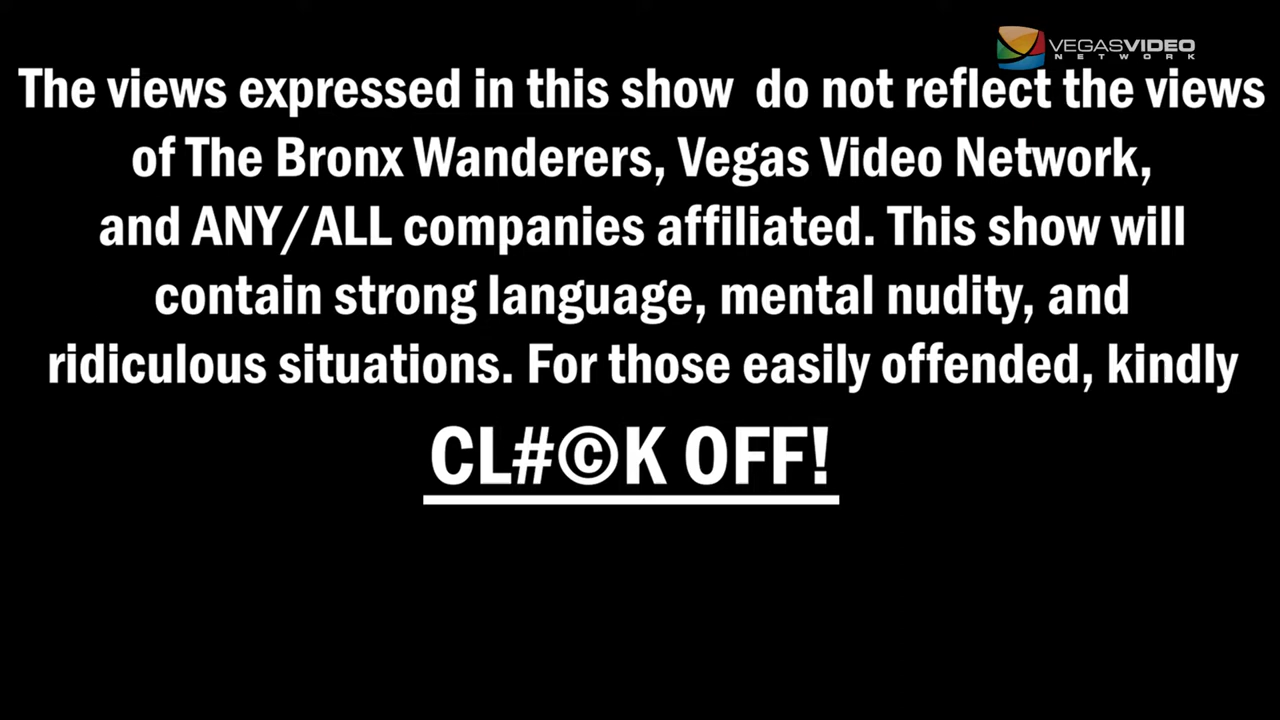 VEGASVIDEO
NETWORK
The views expressed in this show do not reflect the views
of The Bronx Wanderers, Vegas Video Network,
and ANY/ALL companies affiliated. This show will
contain strong language, mental nudity, and
ridiculous situations. For those easily offended, kindly
CL#©K OFF!